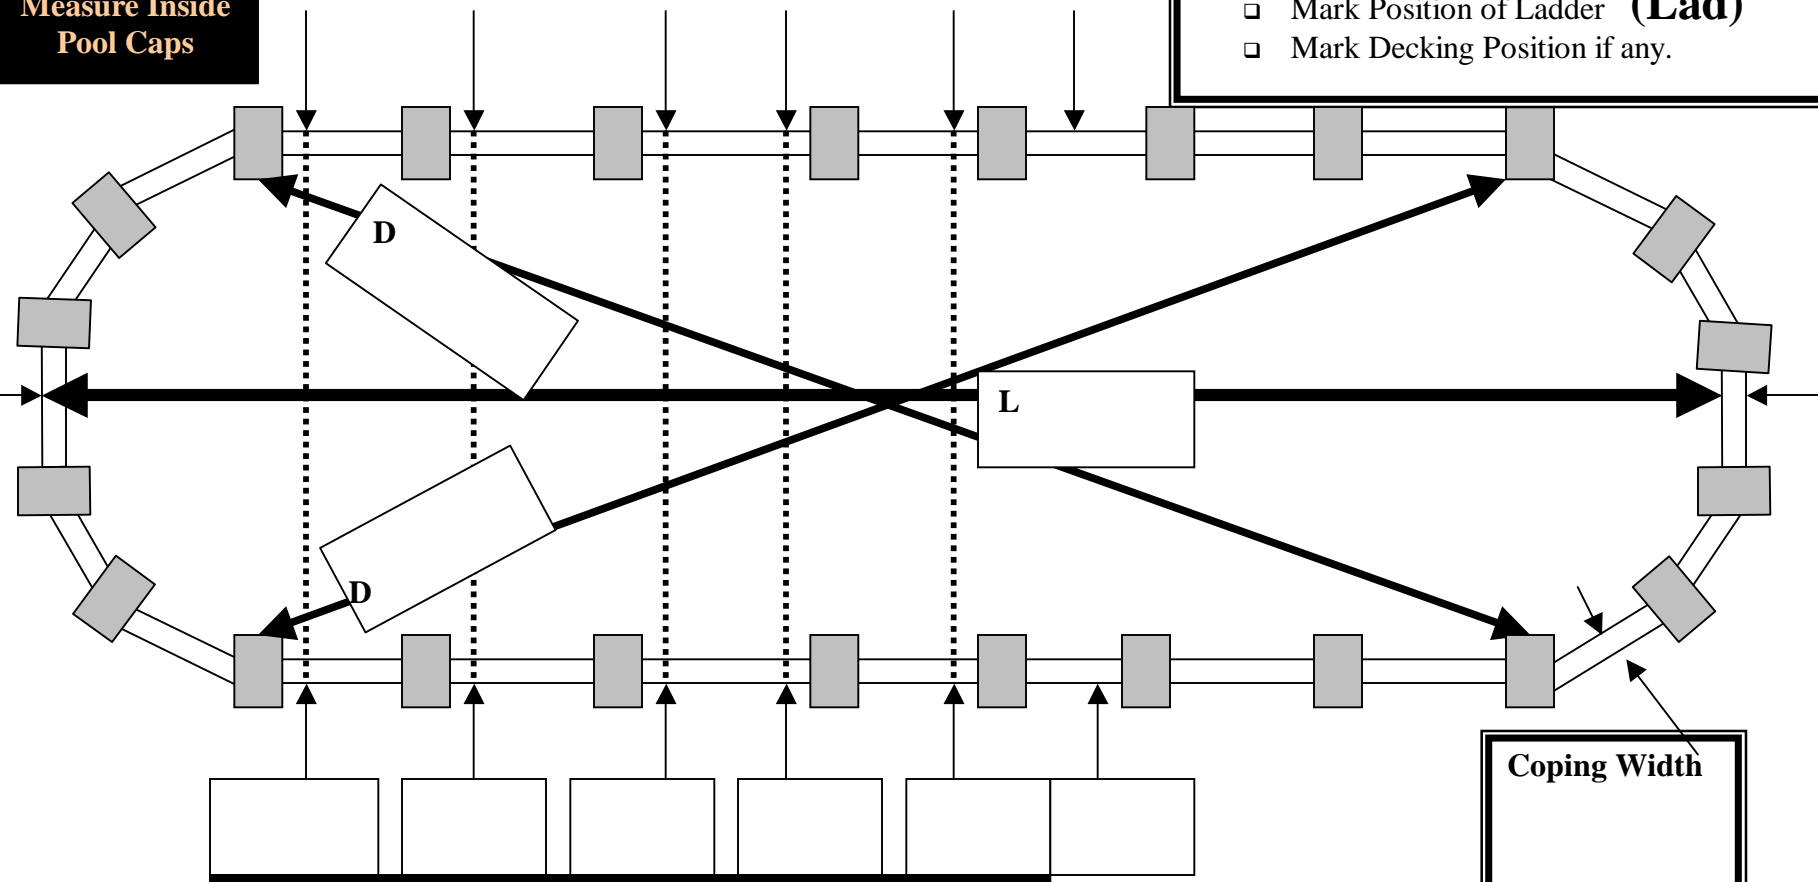 Measure Inside
Pool Caps
❑ Mark Position of Ladder (Lad)
❑ Mark Decking Position if any.
D
L
D
Coping Width